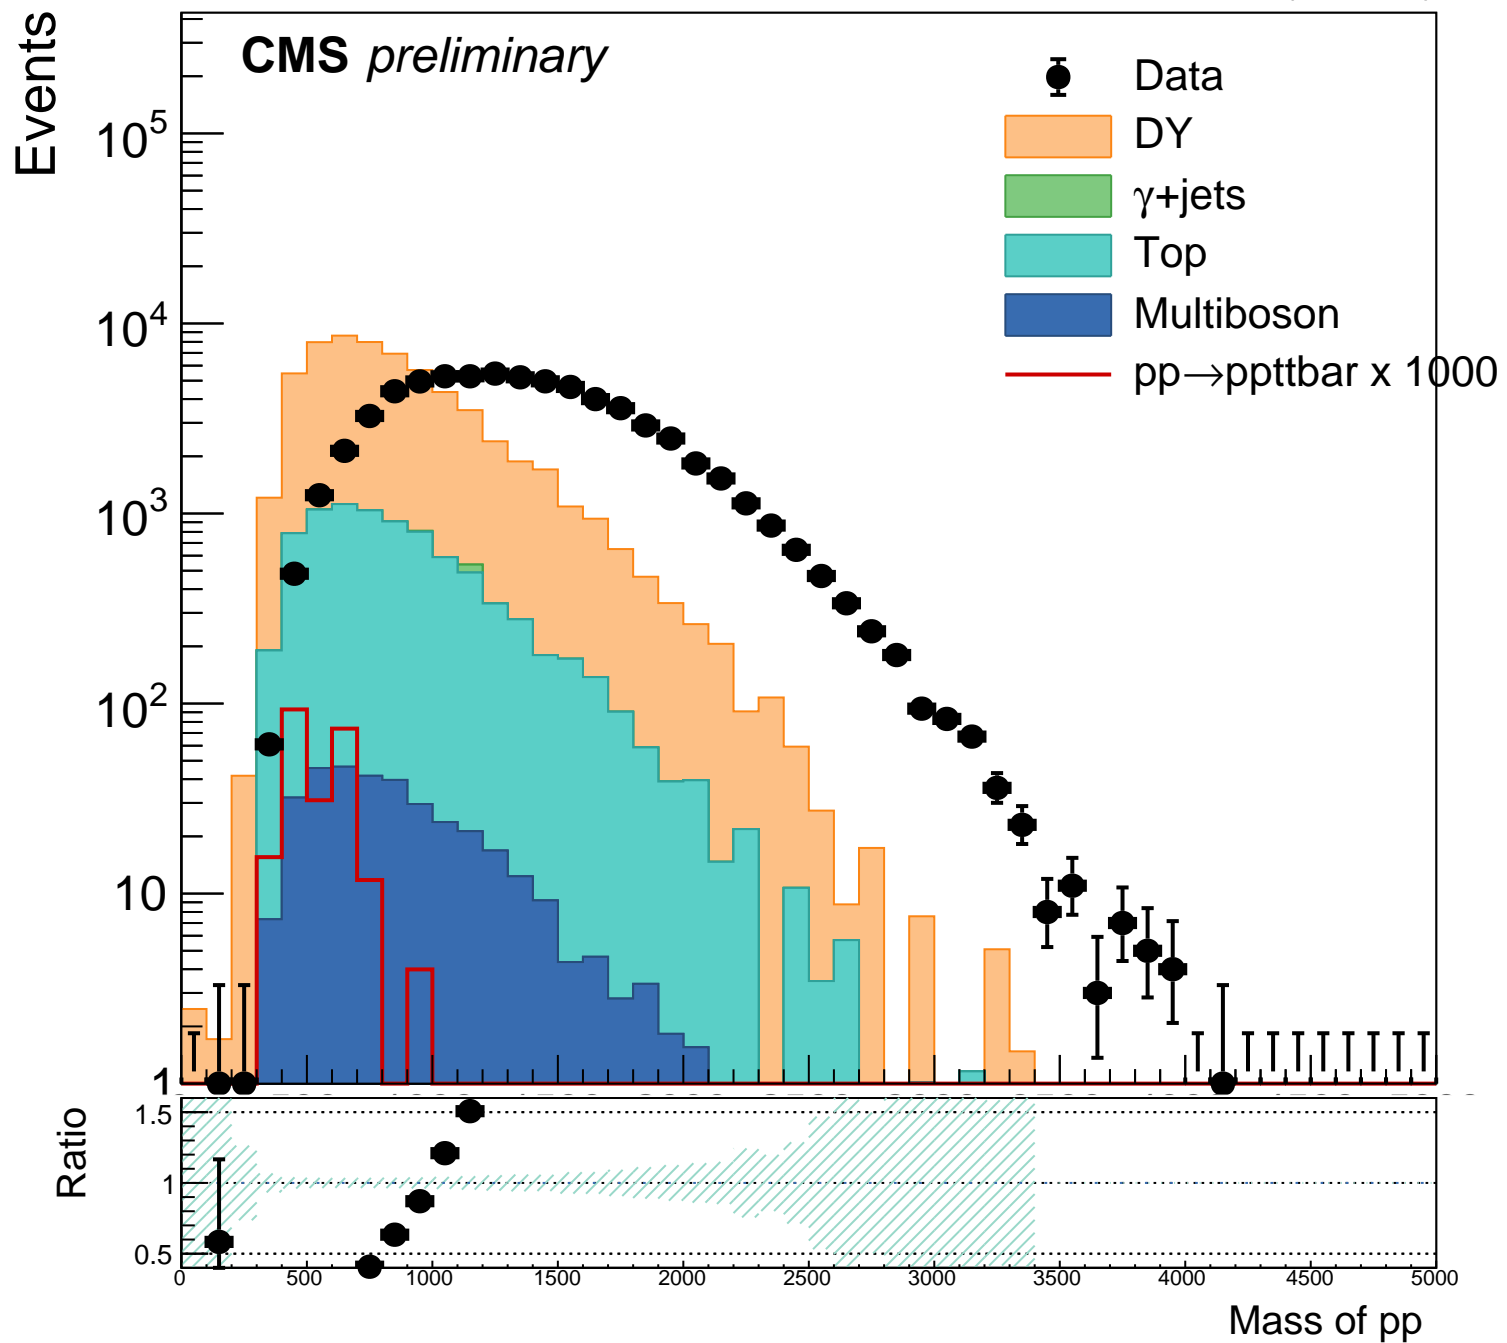 CMS preliminary
Events
10^5
10^4
10^3
10^2
10
1
Data
DY
γ+jets
Top
Multiboson
pp→ppttbar x 1000
Ratio
1.5
1
0.5
0 500 1000 1500 2000 2500 3000 3500 4000 4500 5000
Mass of pp